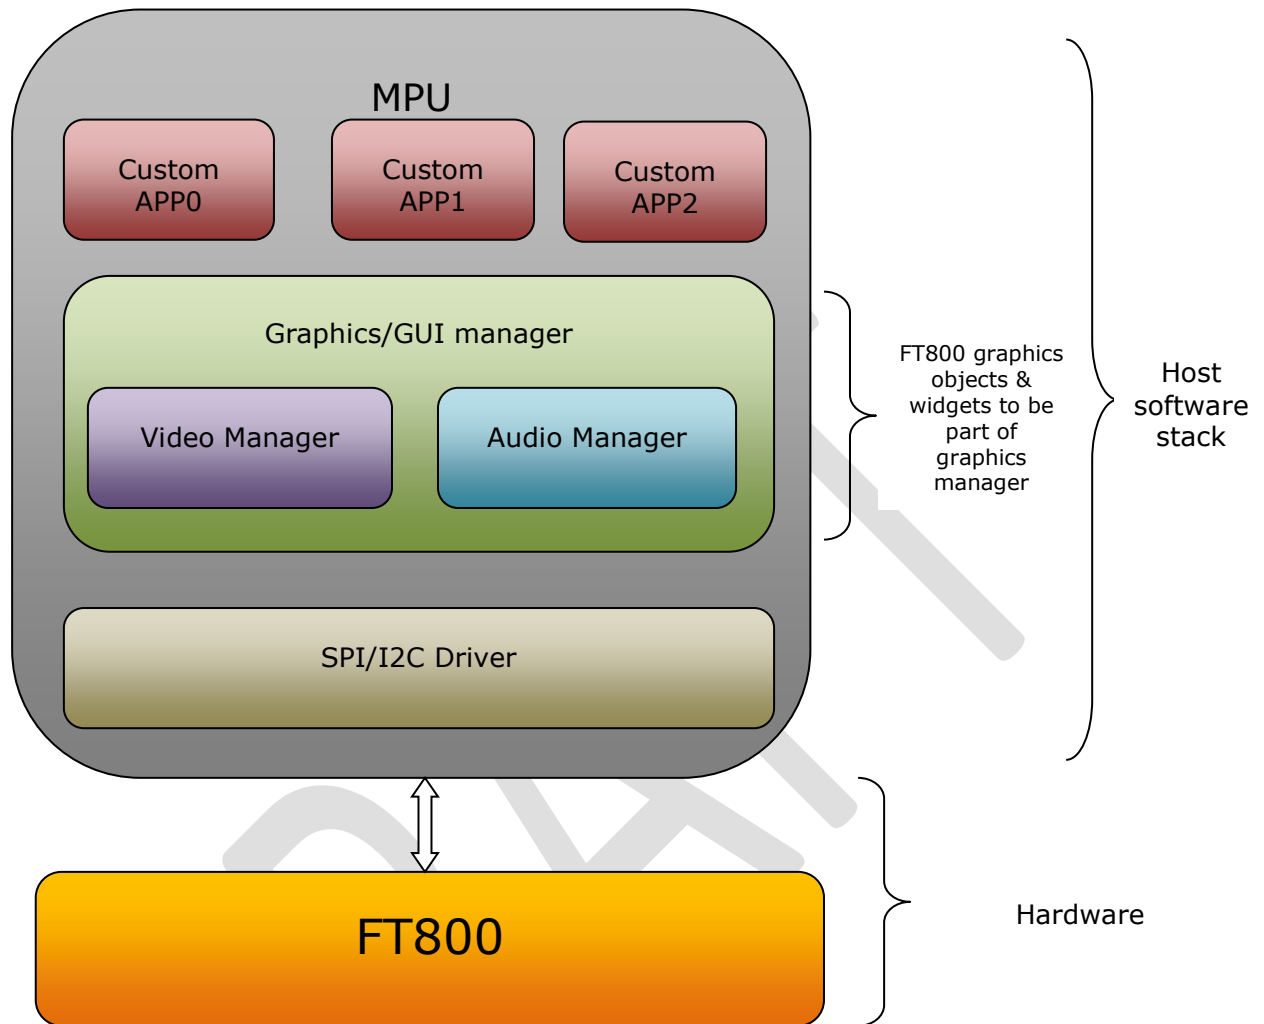 MPU
Custom
APP0
Custom
APP1
Custom
APP2
Graphics/GUI manager
Video Manager
Audio Manager
SPI/I2C Driver
FT800 graphics
objects &
widgets to be
part of
graphics
manager
Host
software
stack
FT800
Hardware